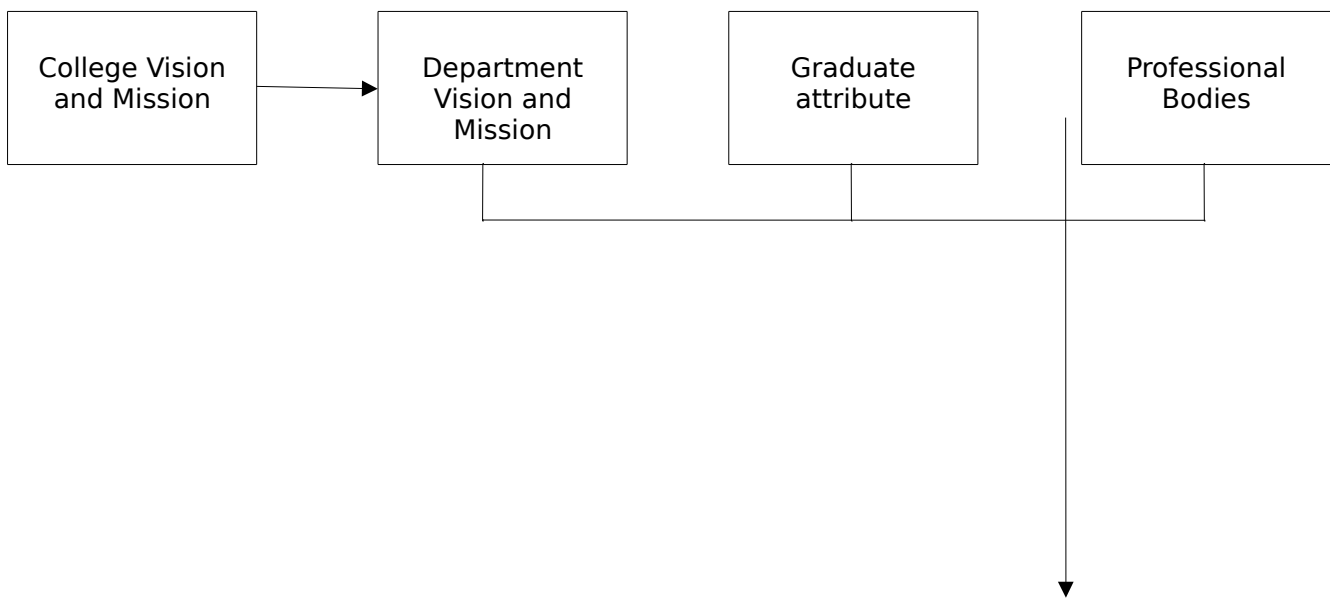 College Vision
and Mission
Department
Vision and
Mission
Graduate
attribute
Professional
Bodies